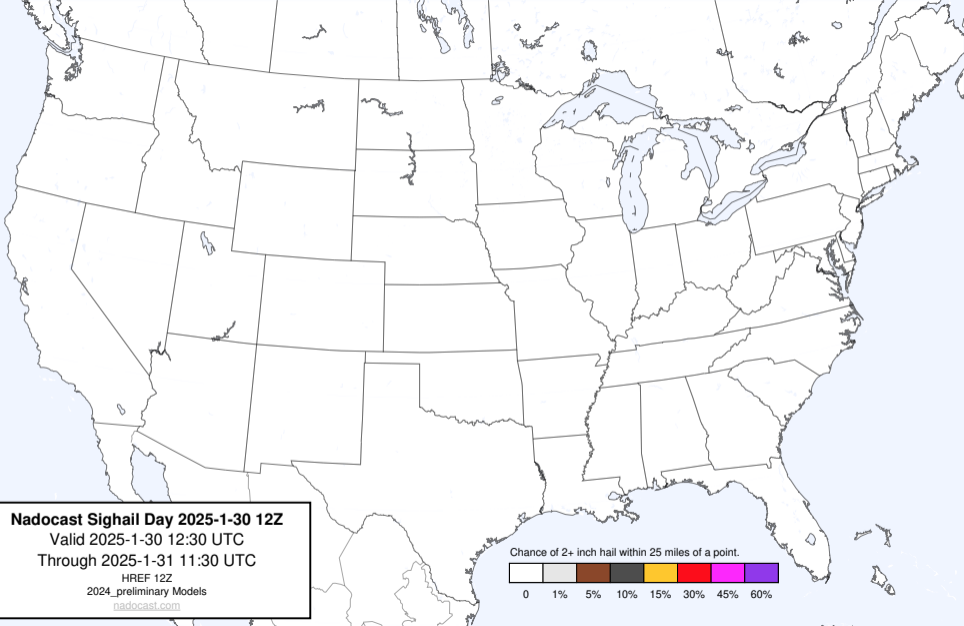 Nadocast Sighail Day 2025-1-30 12Z
Valid 2025-1-30 12:30 UTC
Through 2025-1-31 11:30 UTC
HREF 12Z
2024_preliminary Models
nadocast.com
Chance of 2+ inch hail within 25 miles of a point.
0 1% 5% 10% 15% 30% 45% 60%